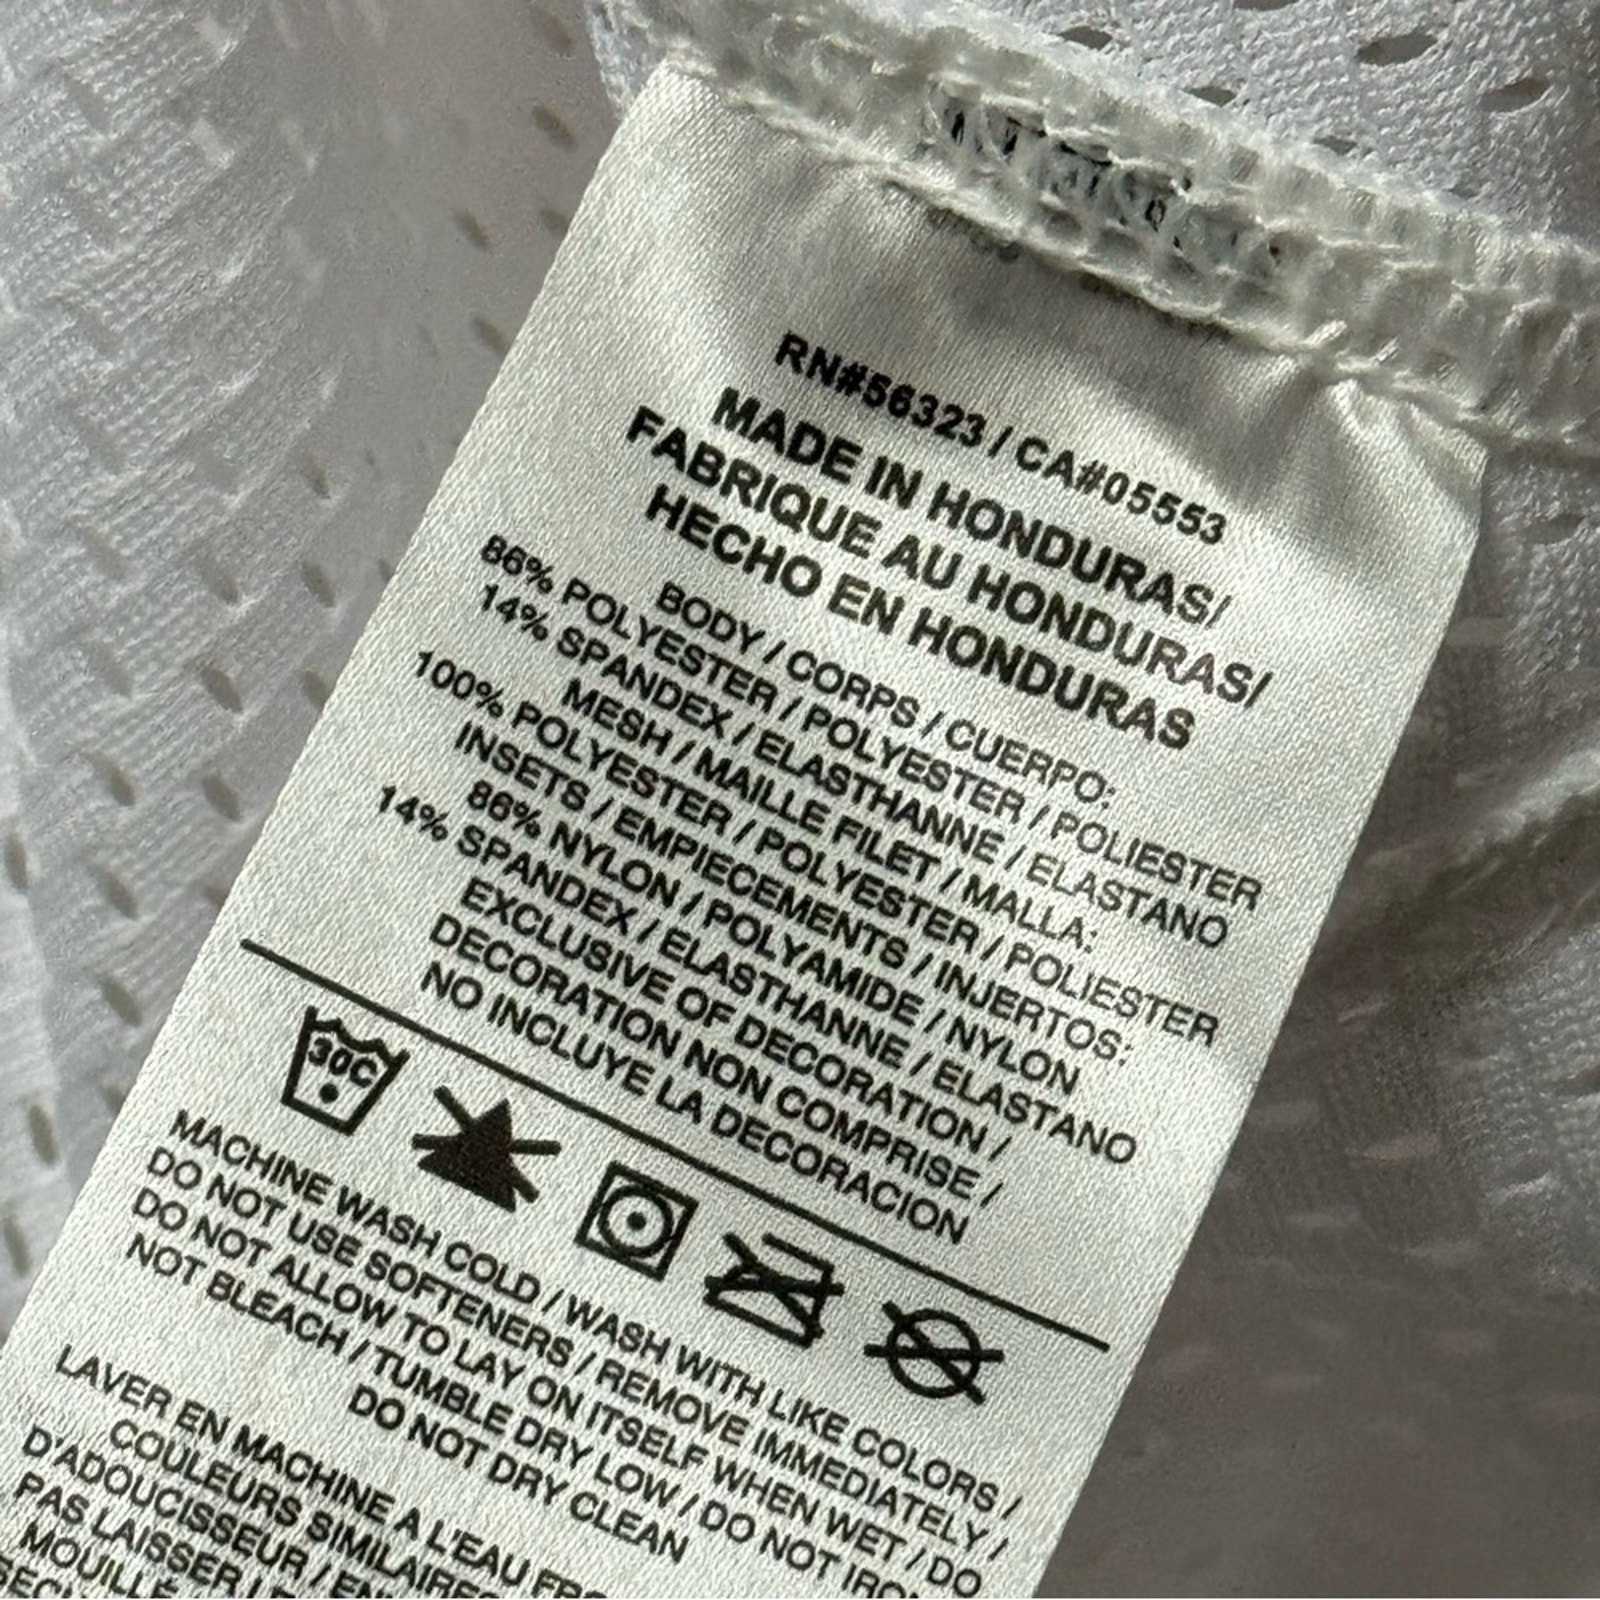 RN#56323 / CA#05553
MADE IN HONDURAS/
FABRIQUE AU HONDURAS/
HECHO EN HONDURAS
BODY / CORPS / CUERPO:
86% POLYESTER / POLYESTER / POLIESTER
14% SPANDEX / ELASTHANNE / ELASTANO
MESH / MAILLE FILET / MALLA:
100% POLYESTER / POLYESTER / POLIESTER
INSETS / EMPIECEMENTS / INJERTOS:
86% NYLON / POLYAMIDE / NYLON
14% SPANDEX / ELASTHANNE / ELASTANO
EXCLUSIVE OF DECORATION /
DECORATION NON COMPRISE /
NO INCLUYE LA DECORACION
30C
MACHINE WASH COLD / WASH WITH LIKE COLORS /
DO NOT USE SOFTENERS / REMOVE IMMEDIATELY /
DO NOT ALLOW TO LAY ON ITSELF WHEN WET / DO
NOT BLEACH / TUMBLE DRY LOW / DO NOT IRON
DO NOT DRY CLEAN
LAVER EN MACHINE A L'EAU
COULEURS SIMILAIRES
D'ADOUCISSEUR /
PAS LAISSER
MOUILLÉ